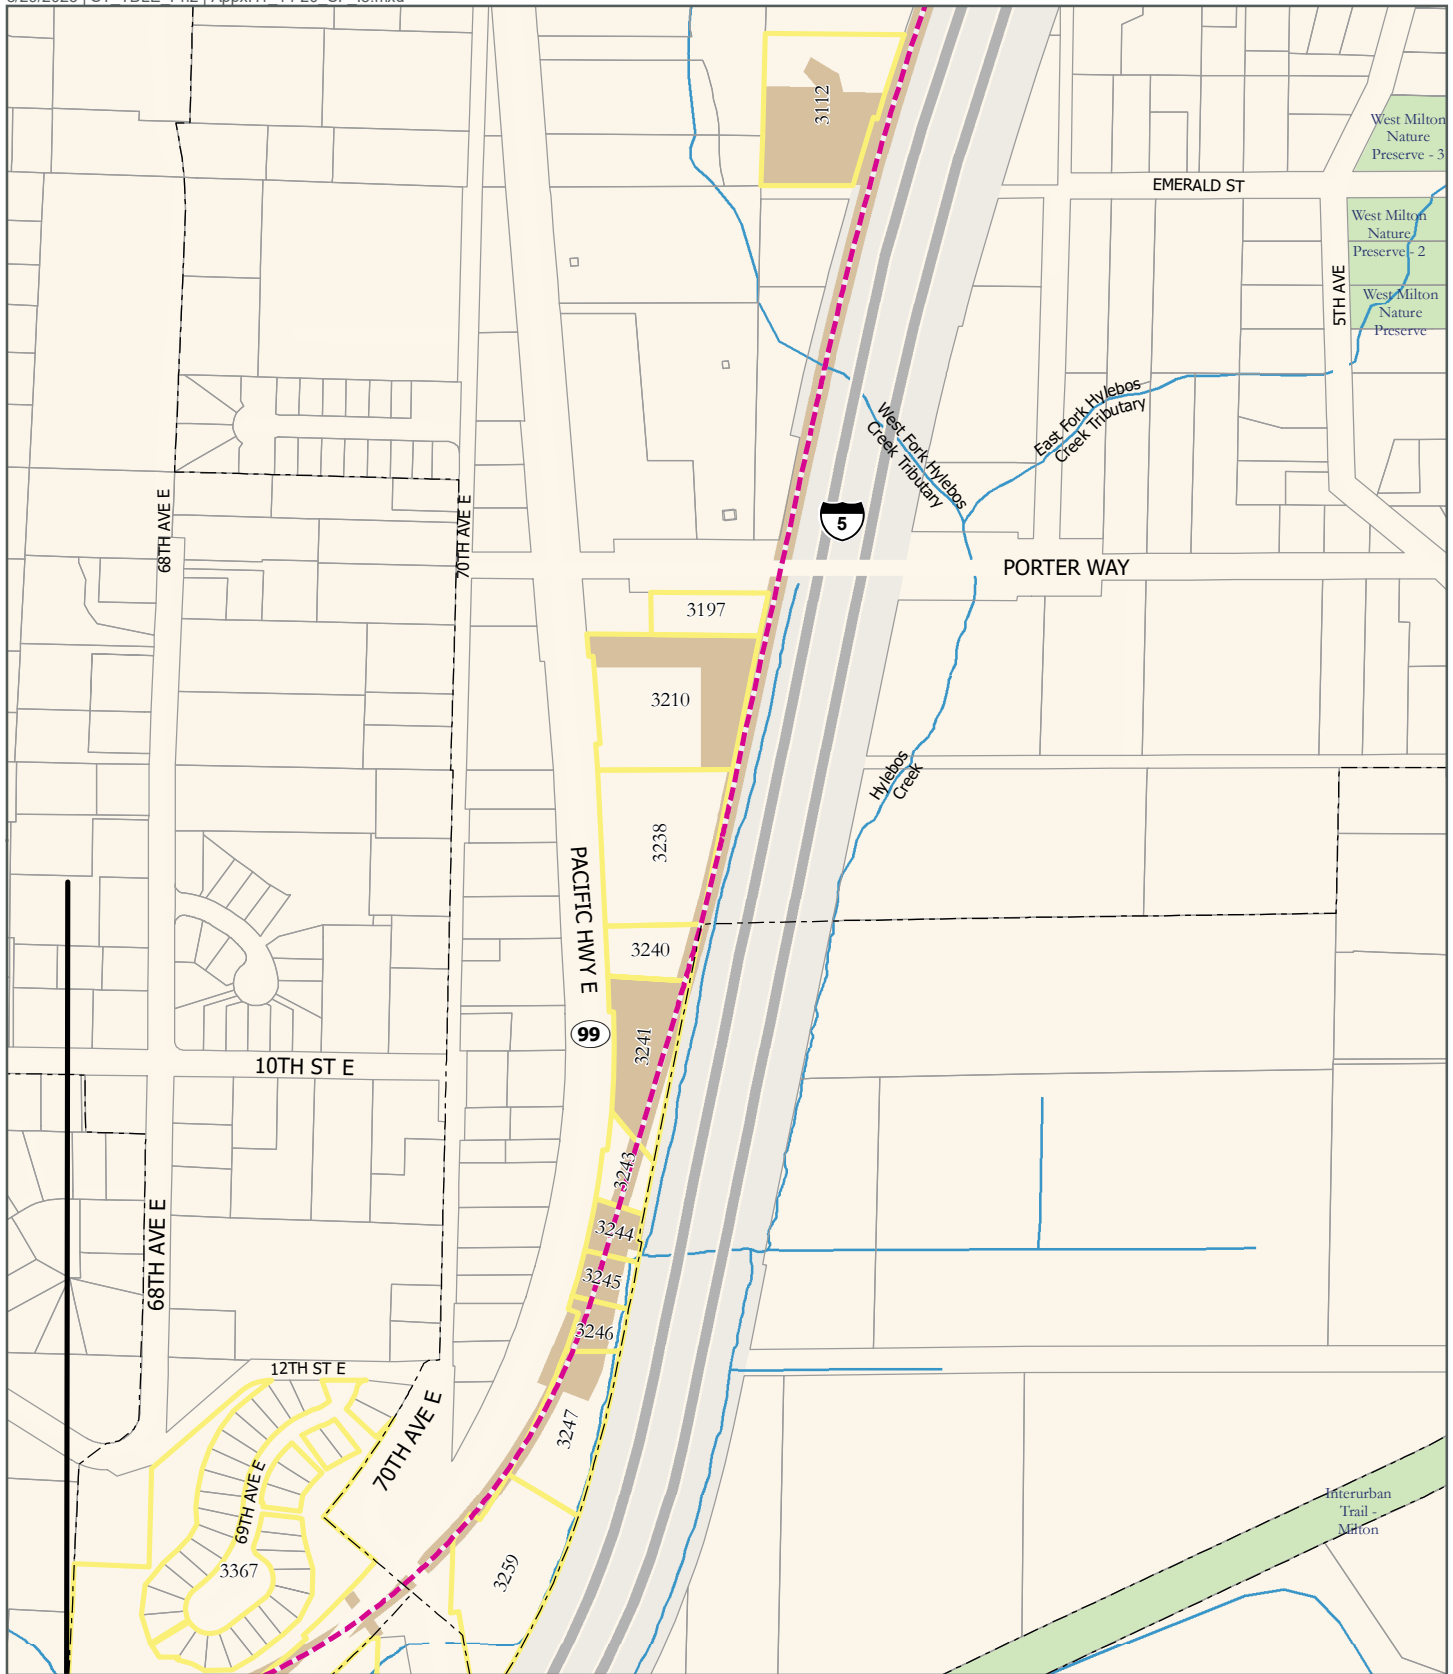 3112
West Milton
Nature
Preserve - 3
EMERALD ST
West Milton
Nature
Preserve - 2
5TH AVE
West Milton
Nature
Preserve
West Fork Hylebos
Creek Tributary
East Fork Hylebos
Creek Tributary
68TH AVE E
70TH AVE E
5
PORTER WAY
3197
3210
Hylebos
Creek
3238
PACIFIC HWY E
3240
99
3241
10TH ST E
3243
68TH AVE E
3244
3245
3246
12TH ST E
70TH AVE E
3247
69TH AVE E
Interurban
Trail -
Milton
3367
3259